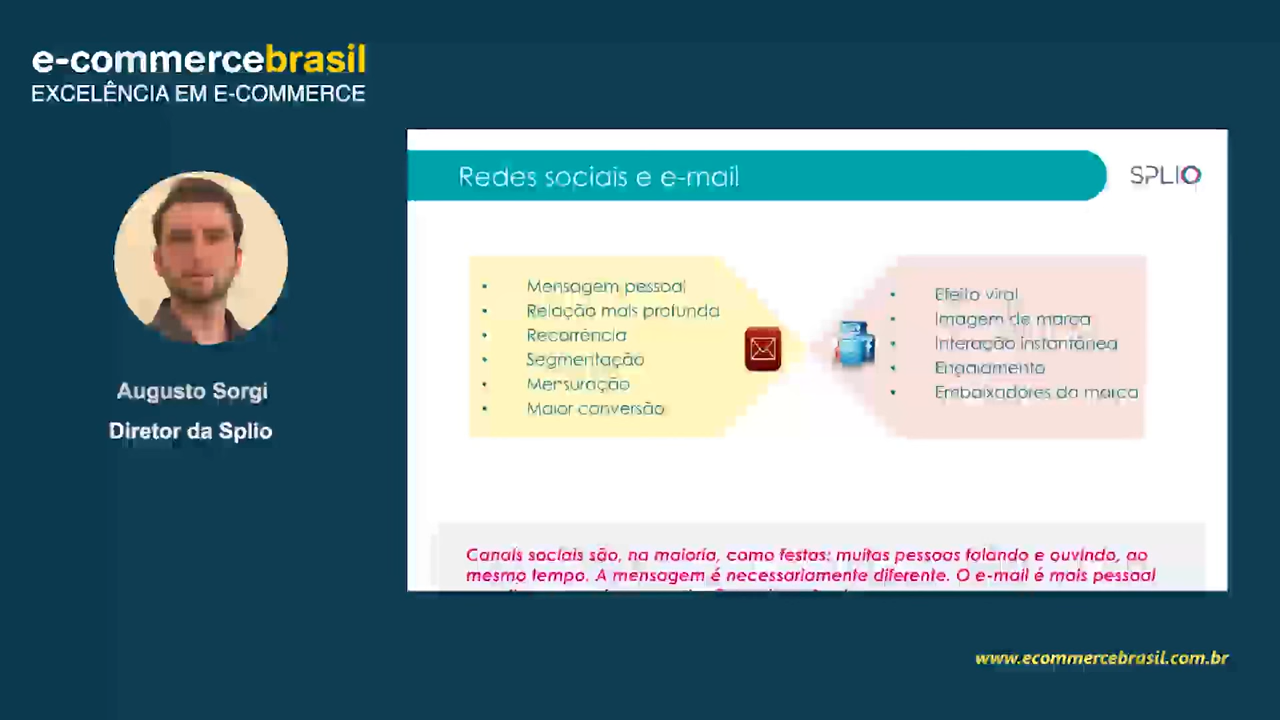 e-commercebrasil
EXCELÊNCIA EM E-COMMERCE
Augusto Sorgi
Diretor da Splio
Redes sociais e e-mail
SPLIO
• Mensagem pessoal
• Relação mais profunda
• Recorrência
• Segmentação
• Mensuração
• Maior conversão
• Efeito viral
• Imagem de marca
• Interação instantânea
• Engajamento
• Embaixadores da marca
Canais sociais são, na maioria, como festas: muitas pessoas falando e ouvindo, ao
mesmo tempo. A mensagem é necessariamente diferente. O e-mail é mais pessoal
www.ecommercebrasil.com.br